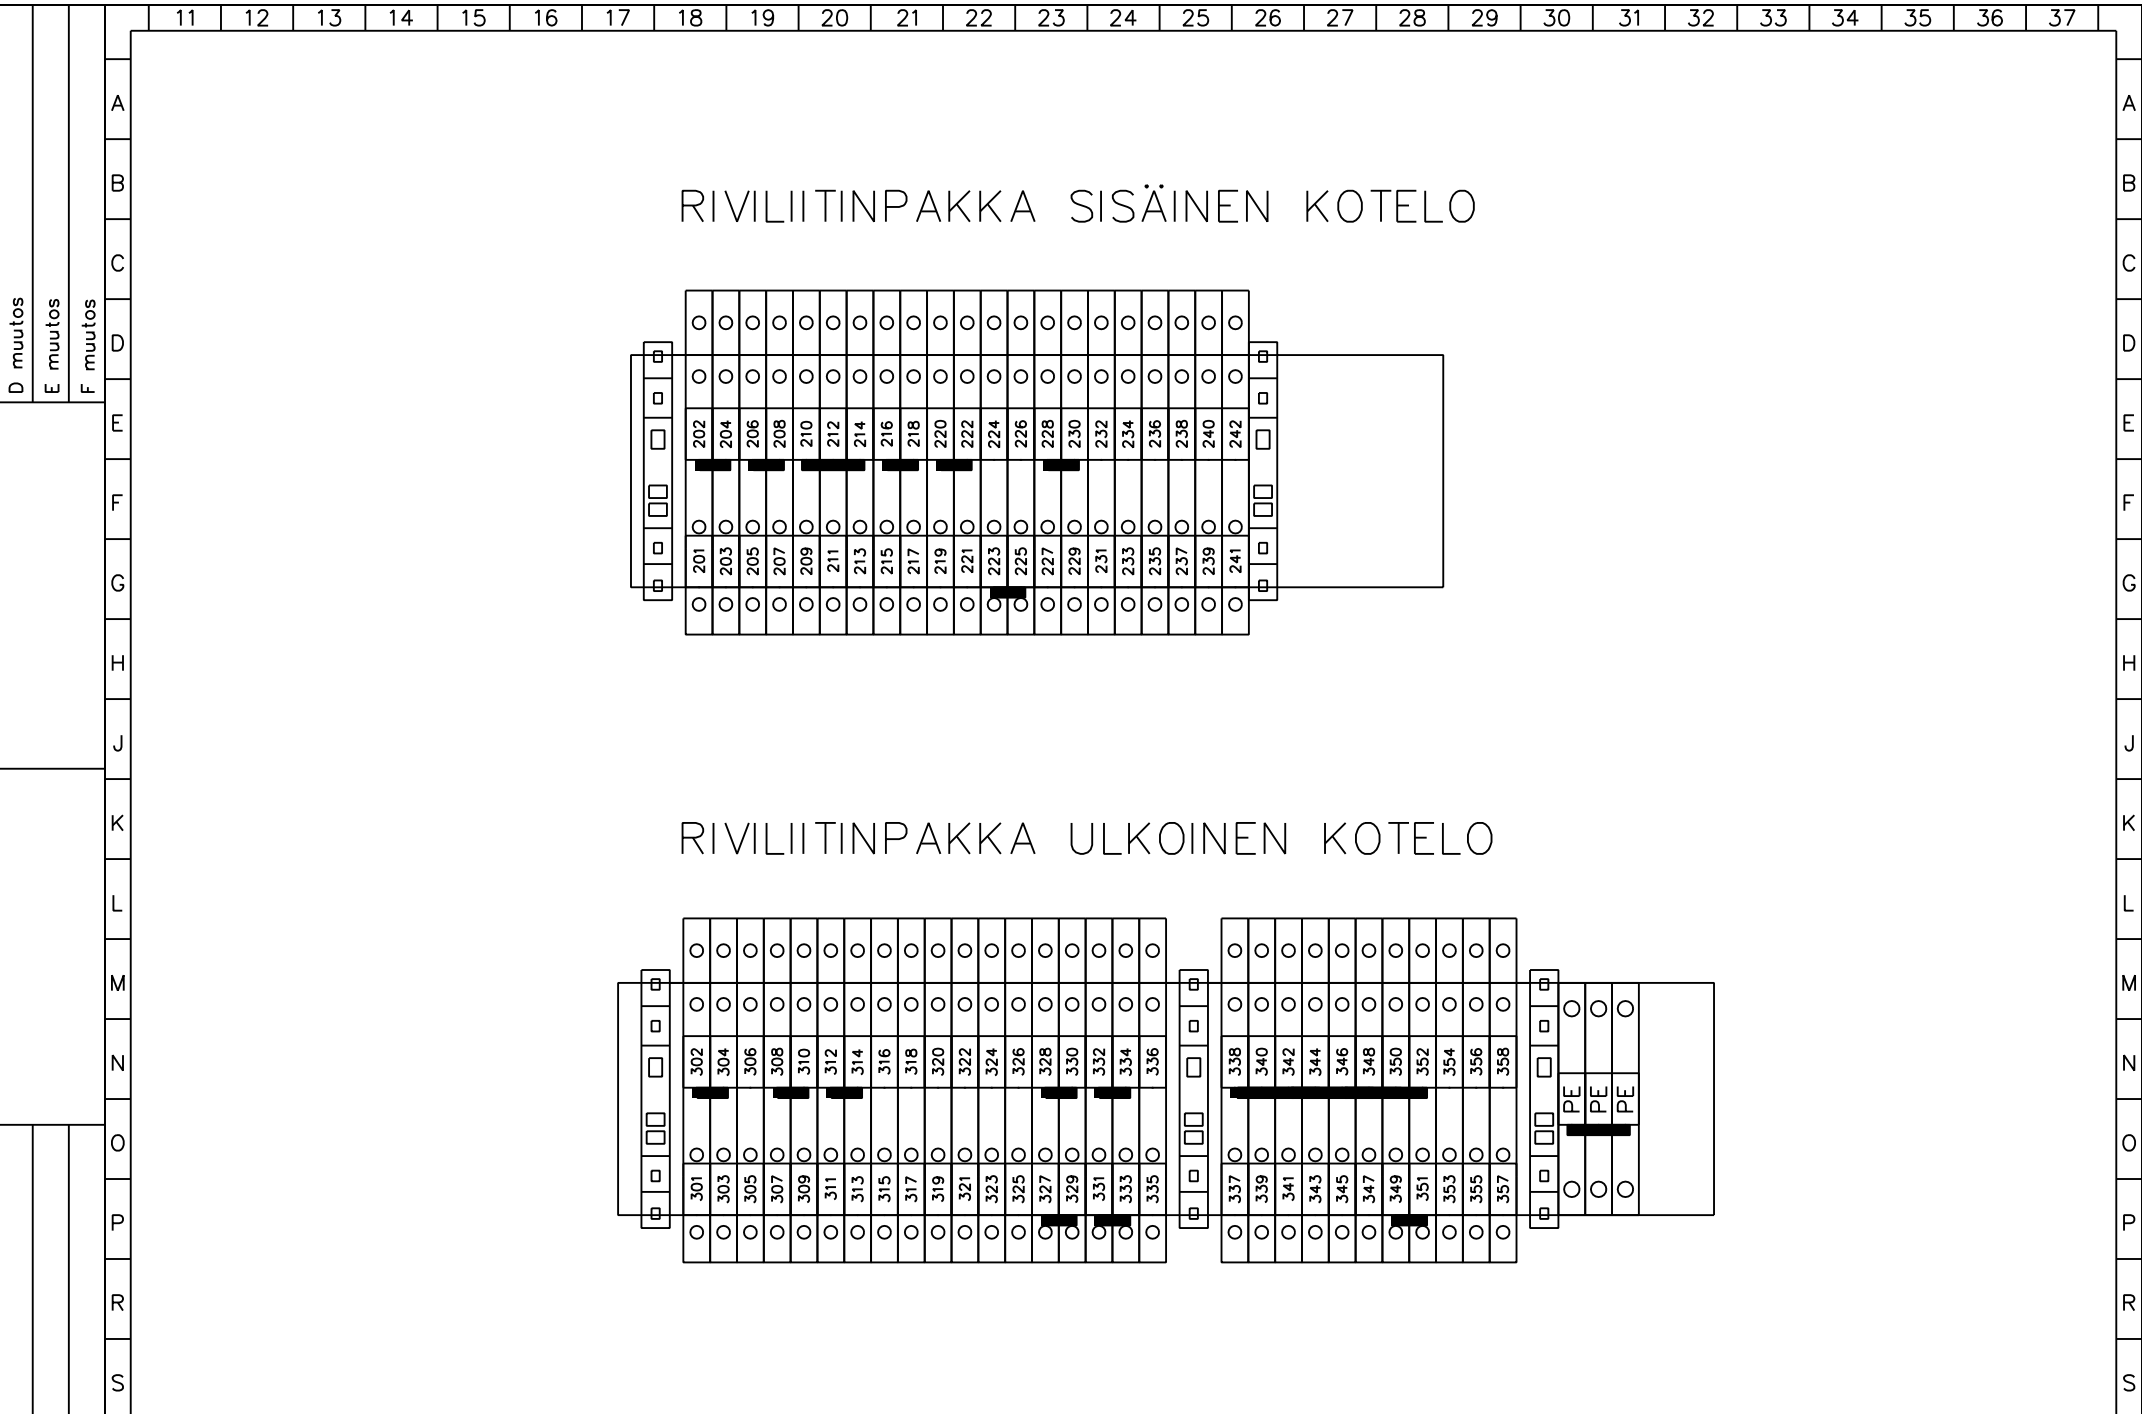 11 12 13 14 15 16 17 18 19 20 21 22 23 24 25 26 27 28 29 30 31 32 33 34 35 36 37
A A
B B
RIVILIITINPAKKA SISÄINEN KOTELO
C C
D muutos
E muutos
F muutos
D D
E E
202 204 206 208 210 212 214 216 218 220 222 224 226 228 230 232 234 236 238 240 242
F F
201 203 205 207 209 211 213 215 217 219 221 223 225 227 229 231 233 235 237 239 241
G G
H H
J J
K K
RIVILIITINPAKKA ULKOINEN KOTELO
L L
M M
N N
302 304 306 308 310 312 314 316 318 320 322 324 326 328 330 332 334 336 338 340 342 344 346 348 350 352 354 356 358
PE PE PE
O O
301 303 305 307 309 311 313 315 317 319 321 323 325 327 329 331 333 335 337 339 341 343 345 347 349 351 353 355 357
P P
R R
S S